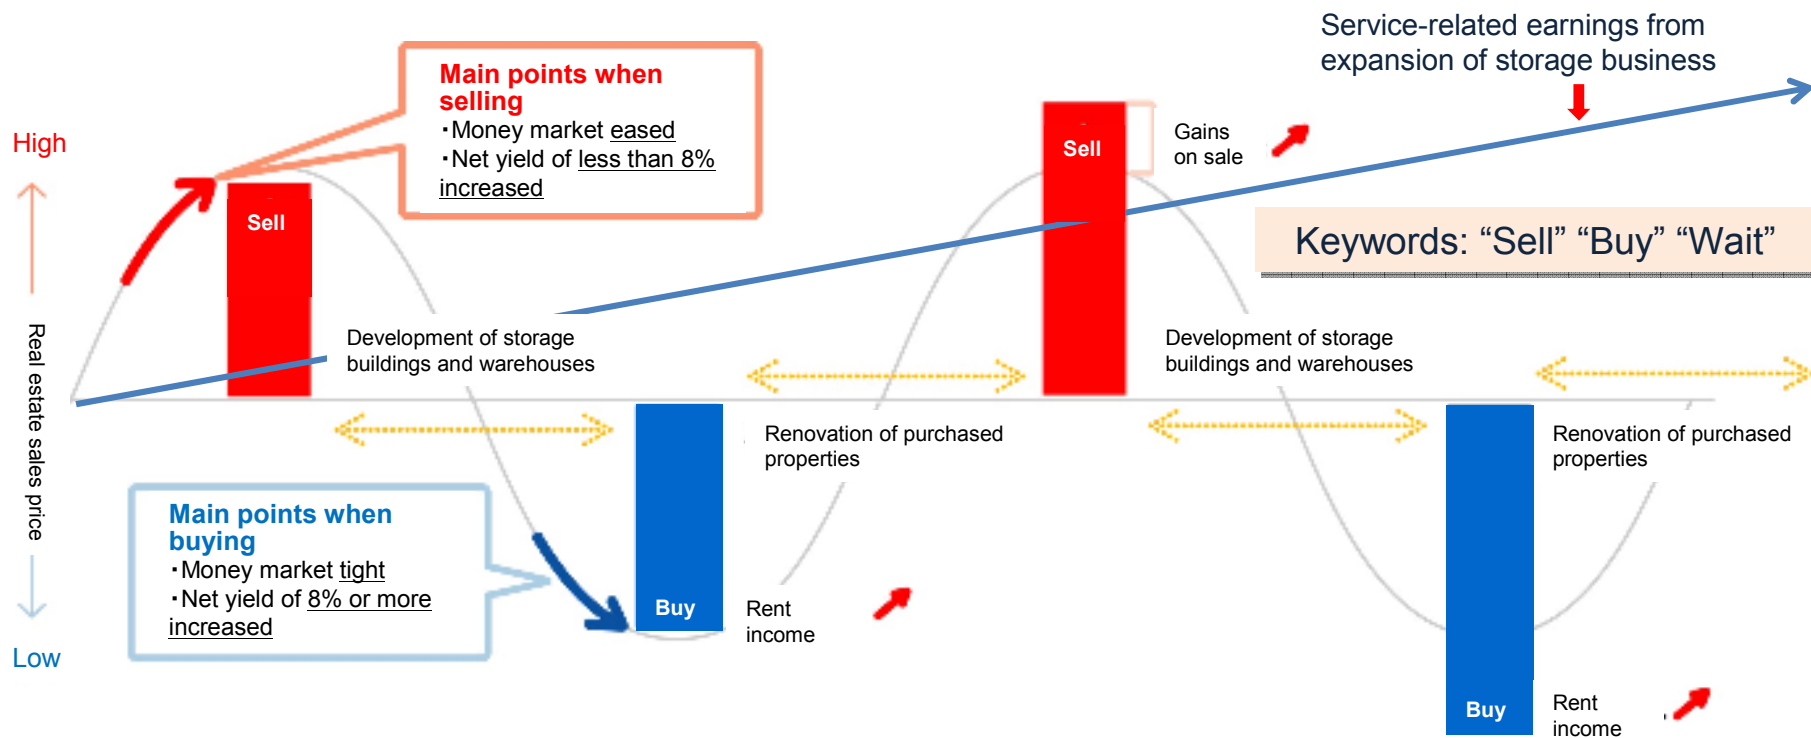 Service-related earnings from
expansion of storage business
Main points when
selling
・Money market eased
・Net yield of less than 8%
increased
High
Sell
Sell
Gains
on sale
Keywords: “Sell” “Buy” “Wait”
Real estate sales price
Development of storage
buildings and warehouses
Development of storage
buildings and warehouses
Renovation of purchased
properties
Renovation of purchased
properties
Main points when
buying
・Money market tight
・Net yield of 8% or more
increased
Low
Buy
Rent
income
Buy
Rent
income